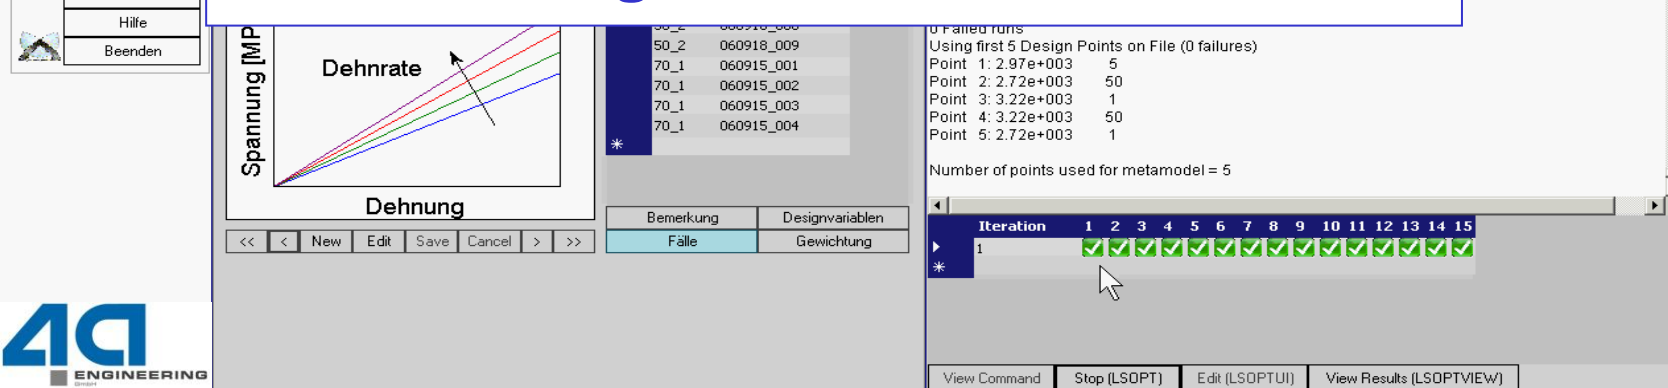 Hilfe
Beenden
Spannung [MP
Dehnrate
Dehnung
<< < New Edit Save Cancel > >>
50_2 060918_009
70_1 060915_001
70_1 060915_002
70_1 060915_003
70_1 060915_004
*
Bemerkung Designvariablen
Fälle Gewichtung
0 Failed runs
Using first 5 Design Points on File (0 failures)
Point 1: 2.97e+003 5
Point 2: 2.72e+003 50
Point 3: 3.22e+003 1
Point 4: 3.22e+003 50
Point 5: 2.72e+003 1
Number of points used for metamodel = 5
Iteration 1 2 3 4 5 6 7 8 9 10 11 12 13 14 15
1
*
View Command Stop (LSOPT) Edit (LSOPTUI) View Results (LSOPTVIEW)
4a
ENGINEERING
GmbH